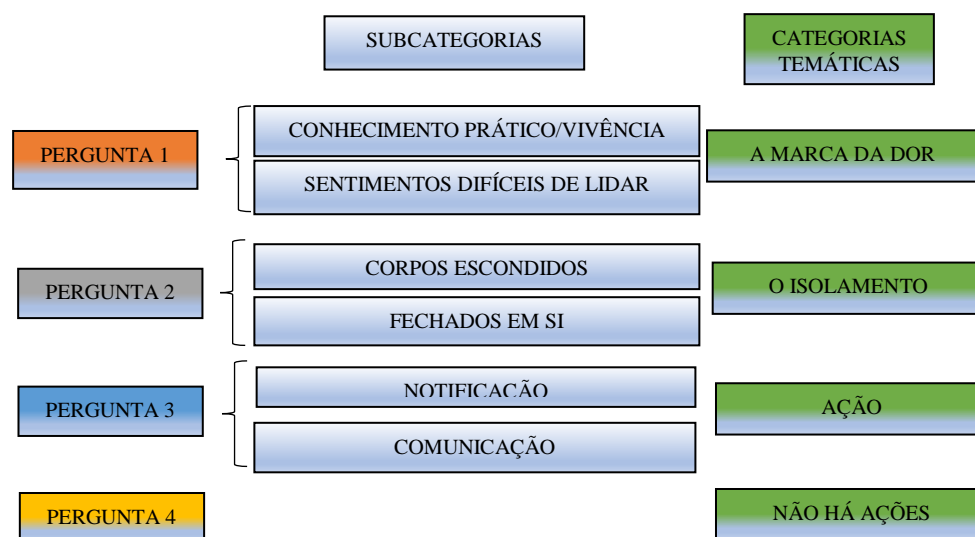 SUBCATEGORIAS
CATEGORIAS
TEMÁTICAS
PERGUNTA 1
CONHECIMENTO PRÁTICO/VIVÊNCIA
SENTIMENTOS DIFÍCEIS DE LIDAR
A MARCA DA DOR
PERGUNTA 2
CORPOS ESCONDIDOS
FECHADOS EM SI
O ISOLAMENTO
PERGUNTA 3
NOTIFICAÇÃO
COMUNICAÇÃO
AÇÃO
PERGUNTA 4
NÃO HÁ AÇÕES